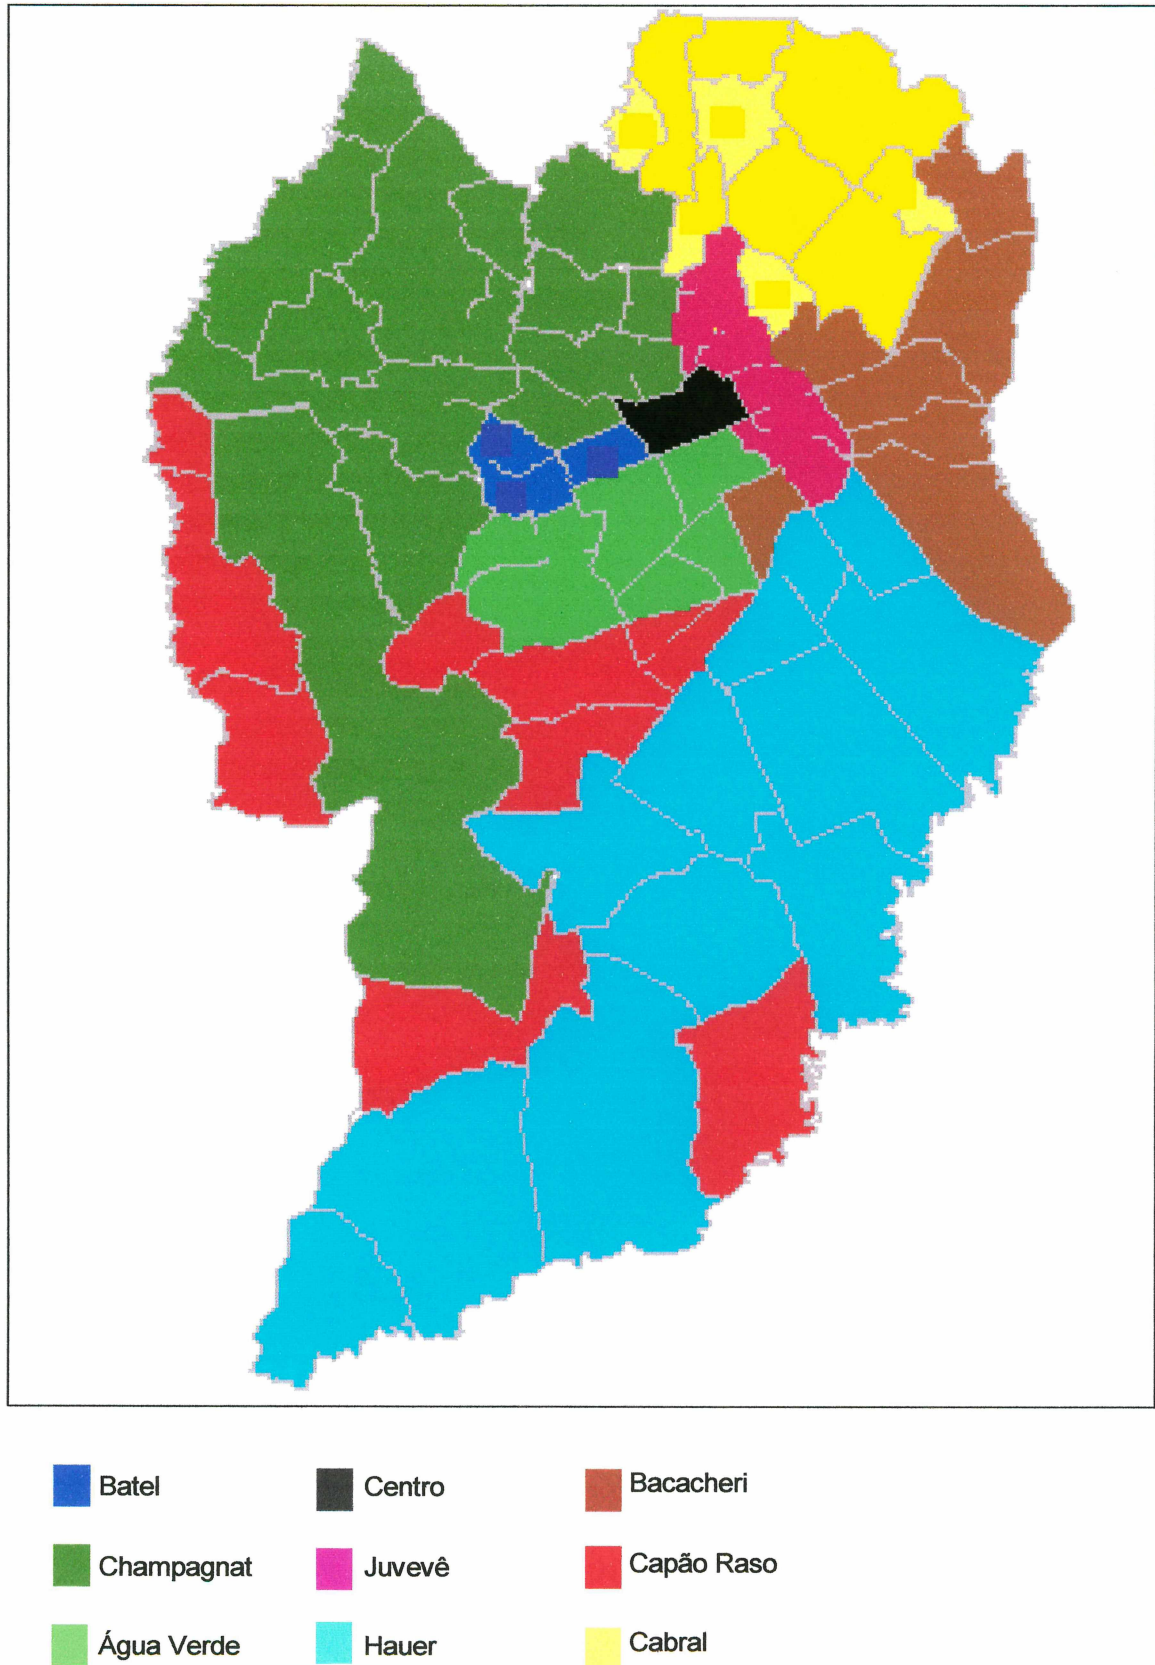 Batel
Centro
Bacacheri
Champagnat
Juvevê
Capão Raso
Água Verde
Hauer
Cabral